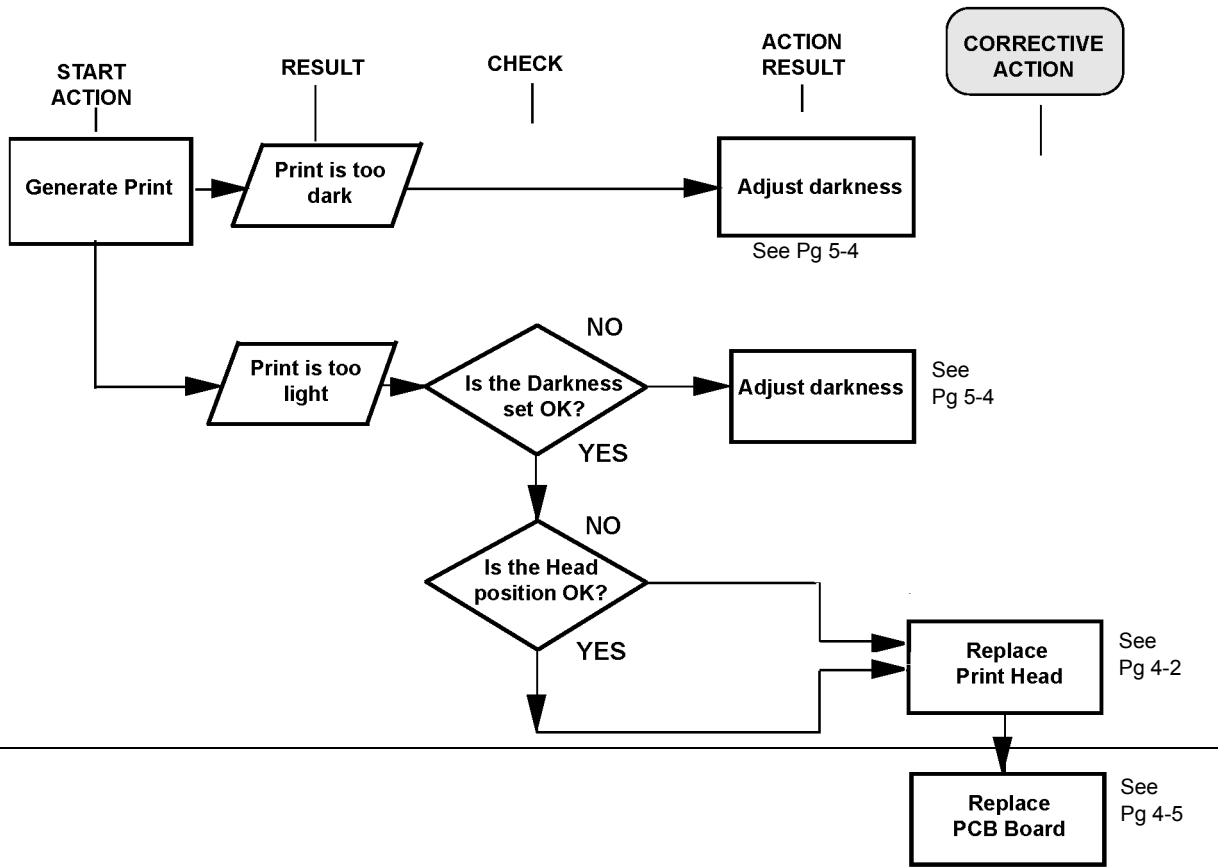 START
ACTION
RESULT
CHECK
ACTION
RESULT
CORRECTIVE
ACTION
Generate Print
Print is too
dark
Adjust darkness
See Pg 5-4
Print is too
light
NO
Is the Darkness
set OK?
YES
Adjust darkness
See
Pg 5-4
NO
Is the Head
position OK?
YES
Replace
Print Head
See
Pg 4-2
Replace
PCB Board
See
Pg 4-5